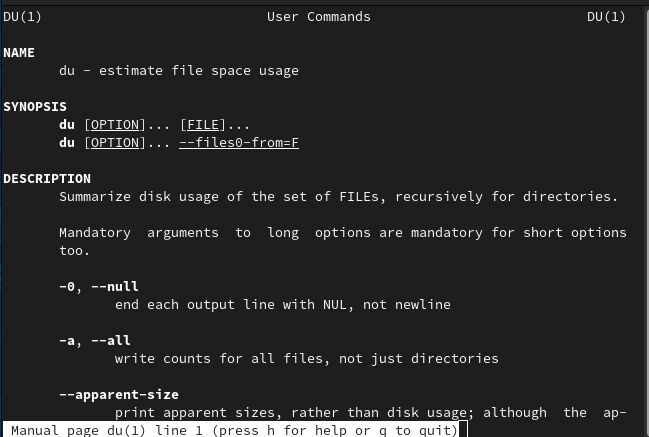 DU(1) User Commands DU(1)
NAME
du - estimate file space usage
SYNOPSIS
du [OPTION]... [FILE]...
du [OPTION]... --files0-from=F
DESCRIPTION
Summarize disk usage of the set of FILEs, recursively for directories.
Mandatory arguments to long options are mandatory for short options
too.
-0, --null
end each output line with NUL, not newline
-a, --all
write counts for all files, not just directories
--apparent-size
print apparent sizes, rather than disk usage; although the ap-
Manual page du(1) line 1 (press h for help or q to quit)